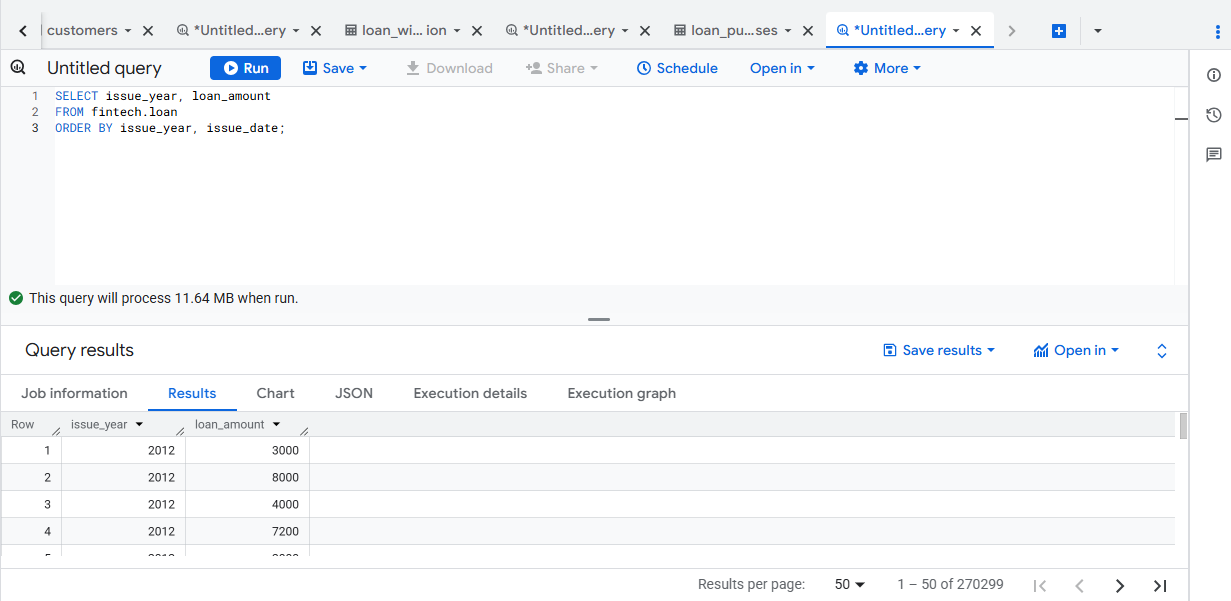 customers *Untitled...ery loan_wi... ion *Untitled...ery loan_pu...ses *Untitled...ery
Untitled query Run Save Download Share Schedule Open in More
1 SELECT issue_year, loan_amount
2 FROM fintech.loan
3 ORDER BY issue_year, issue_date;
This query will process 11.64 MB when run.
Query results Save results Open in
Job information Results Chart JSON Execution details Execution graph
Row issue_year loan_amount
1 2012 3000
2 2012 8000
3 2012 4000
4 2012 7200
Results per page: 50 1 – 50 of 270299